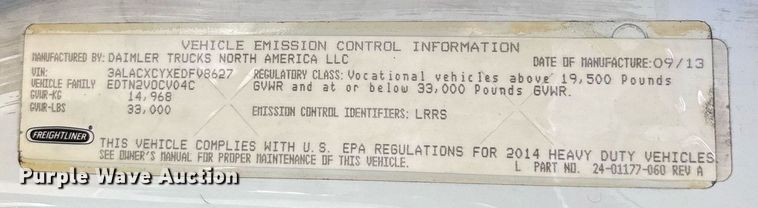 VEHICLE EMISSION CONTROL INFORMATION
MANUFACTURED BY: DAIMLER TRUCKS NORTH AMERICA LLC DATE OF MANUFACTURE: 09/13
VIN: 3ALACXCYXEDFV8627 REGULATORY CLASS: Vocational vehicles above 19,500 Pounds
VEHICLE FAMILY EDTN2VOCV04C GVWR and at or below 33,000 Pounds GVWR.
GVWR-KG 14,968
GVWR-LBS 33,000 EMISSION CONTROL IDENTIFIERS: LRRS
FREIGHTLINER
THIS VEHICLE COMPLIES WITH U.S. EPA REGULATIONS FOR 2014 HEAVY DUTY VEHICLES.
SEE OWNER'S MANUAL FOR PROPER MAINTENANCE OF THIS VEHICLE.
L PART NO. 24-01177-060 REV A
Purple Wave Auction